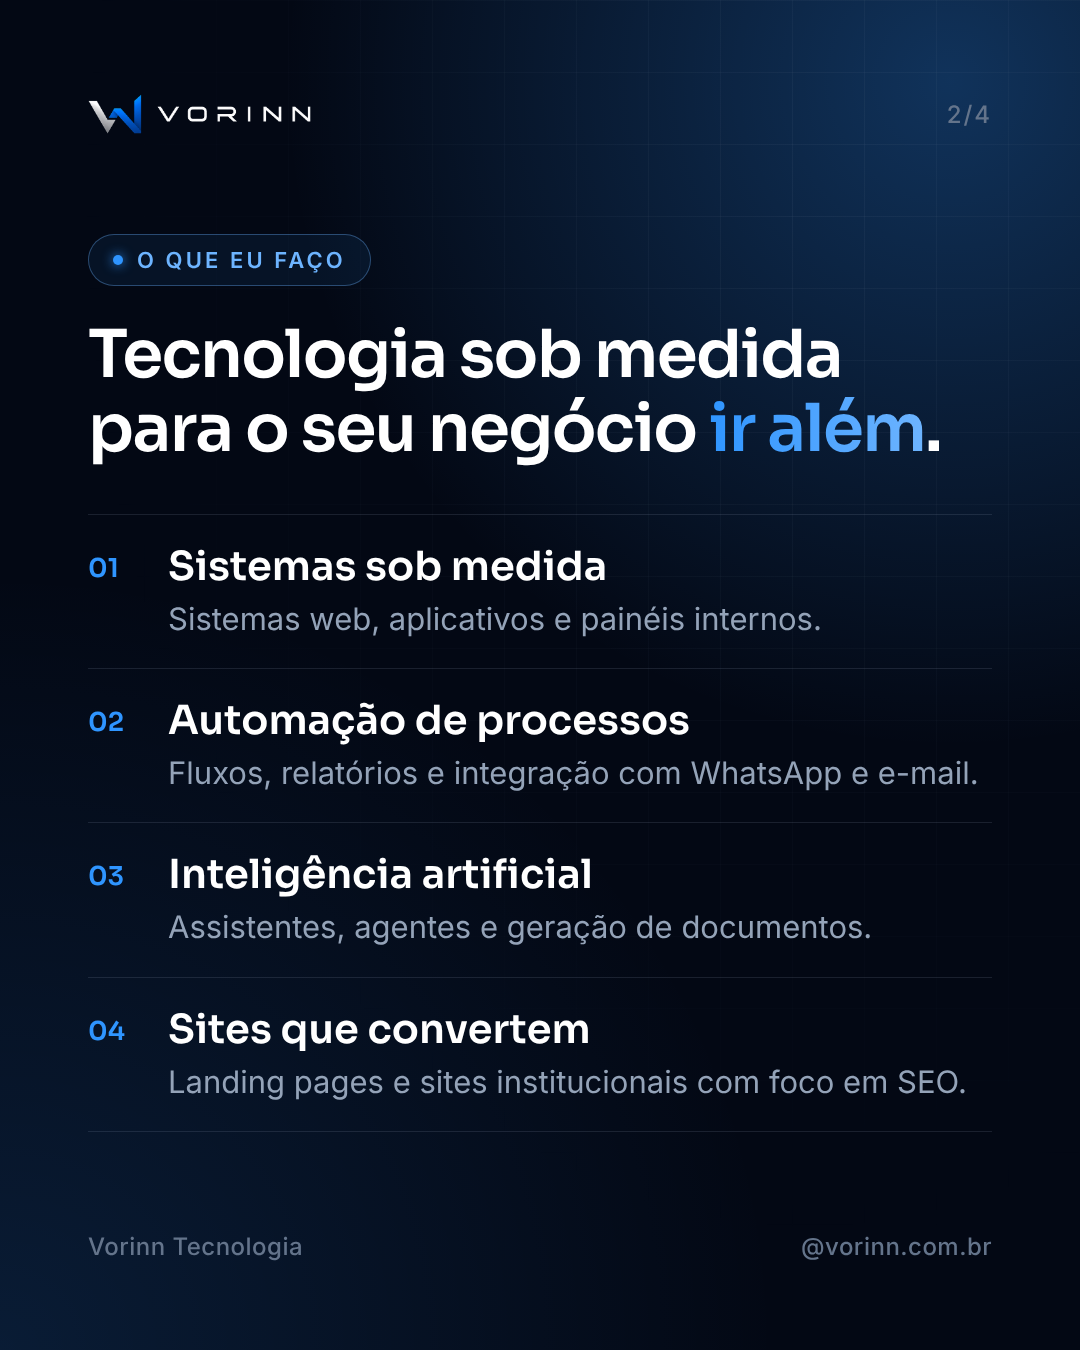 VORINN
2/4
O QUE EU FAÇO
Tecnologia sob medida
para o seu negócio ir além.
01 Sistemas sob medida
Sistemas web, aplicativos e painéis internos.
02 Automação de processos
Fluxos, relatórios e integração com WhatsApp e e-mail.
03 Inteligência artificial
Assistentes, agentes e geração de documentos.
04 Sites que convertem
Landing pages e sites institucionais com foco em SEO.
Vorinn Tecnologia
@vorinn.com.br